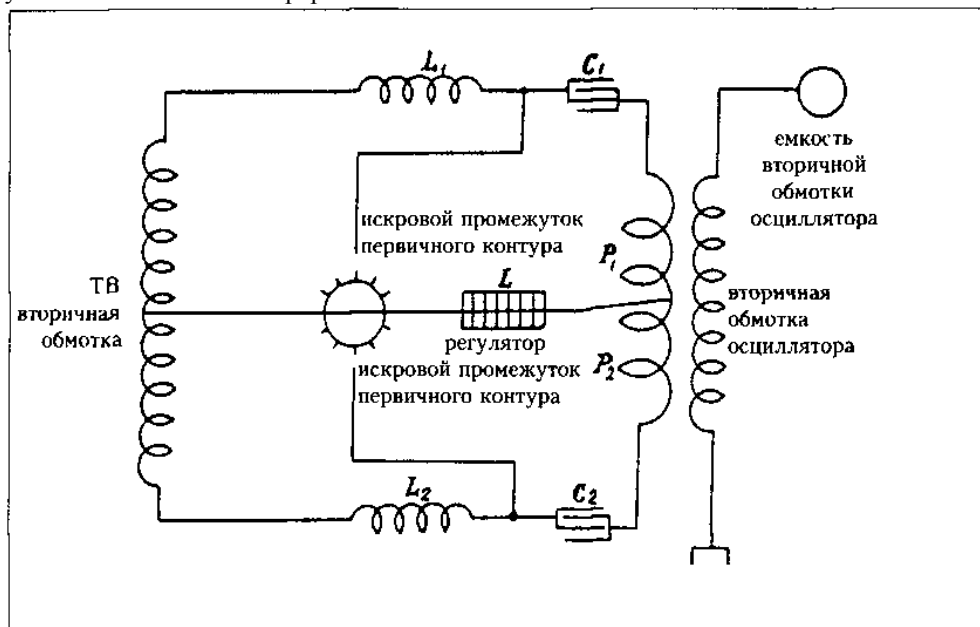 L₁
C₁
емкость
вторичной
обмотки
осциллятора
искровой промежуток
первичного контура
P₁
L
ТВ
вторичная
обмотка
вторичная
обмотка
осциллятора
регулятор
искровой промежуток
первичного контура
P₂
L₂
C₂